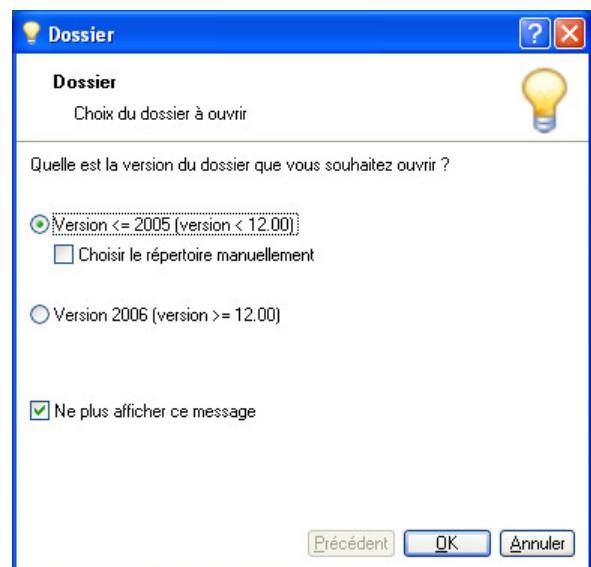 Dossier
Dossier
Choix du dossier à ouvrir
Quelle est la version du dossier que vous souhaitez ouvrir ?
Version <= 2005 (version < 12.00)
Choisir le répertoire manuellement
Version 2006 (version >= 12.00)
Ne plus afficher ce message
Précédent OK Annuler